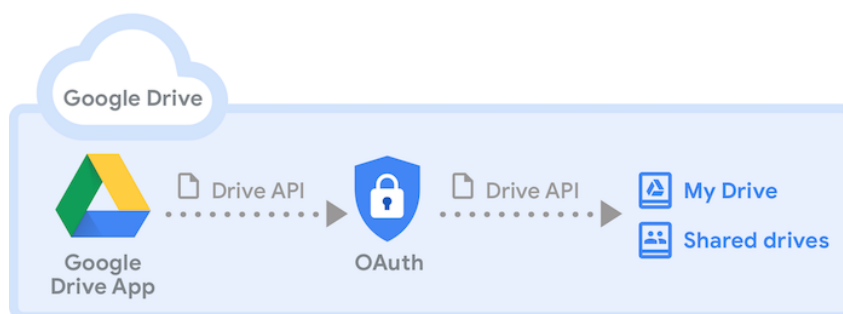 Google Drive
Drive API
Drive API
My Drive
Shared drives
Google
Drive App
OAuth